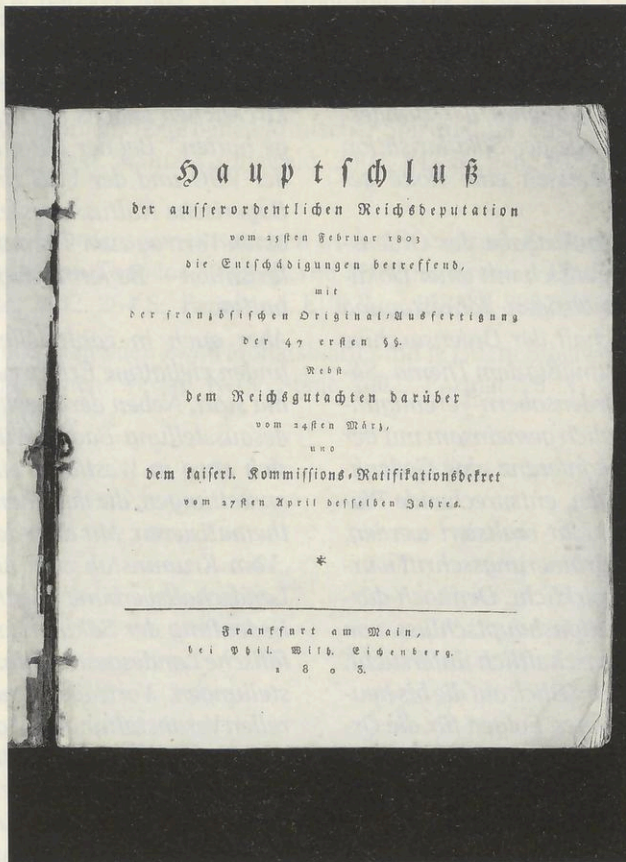 Hauptschluß
der ausserordentlichen Reichsdeputation
vom 25sten Februar 1803
die Entschädigungen betreffend,
mit
der französischen Original-Ausfertigung
der 47 ersten §§.
Nebst
dem Reichsgutachten darüber
vom 24sten März,
und
dem kaiserl. Kommissions-Ratifikationsdekret
vom 27sten April desselben Jahres.
*
Frankfurt am Main,
bei Phil. Wilh. Eichenberg.
1803.